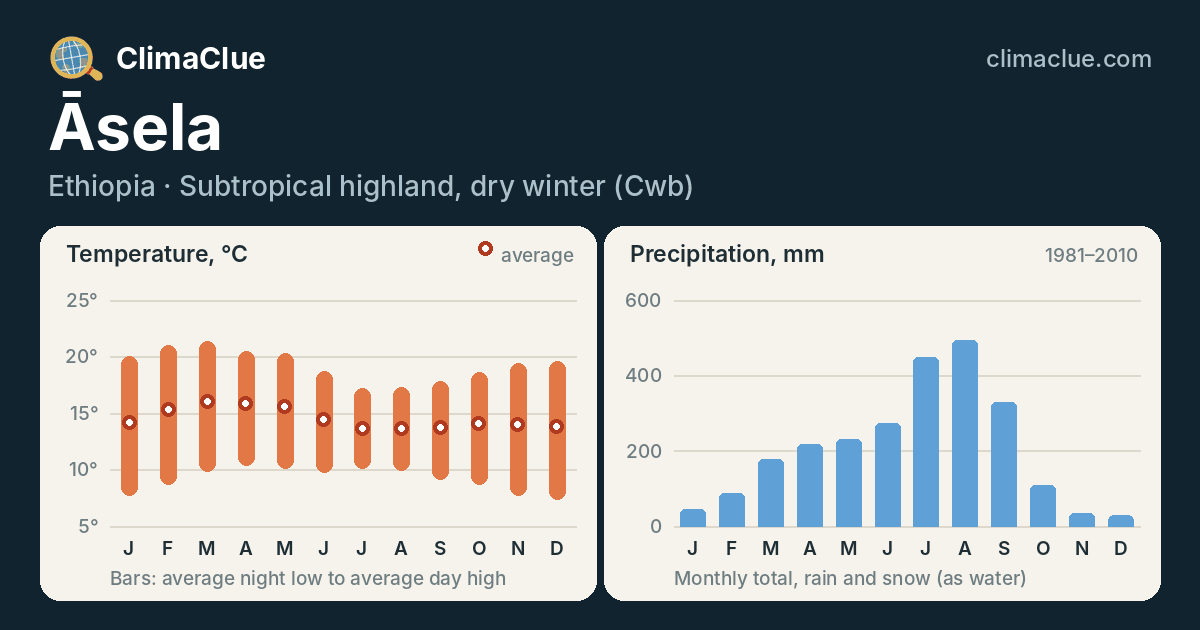 ClimaClue
climaclue.com
Āsela
Ethiopia · Subtropical highland, dry winter (Cwb)
Temperature, °C
average
25°
20°
15°
10°
5°
J F M A M J J A S O N D
Bars: average night low to average day high
Precipitation, mm
1981–2010
600
400
200
0
J F M A M J J A S O N D
Monthly total, rain and snow (as water)